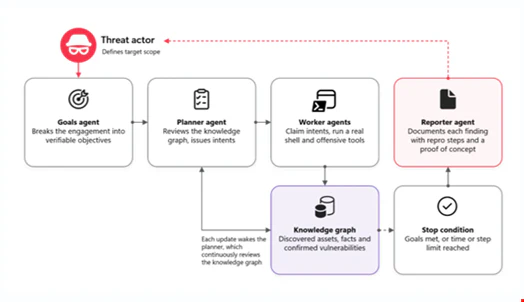 Threat actor
Defines target scope
Goals agent
Breaks the engagement into
verifiable objectives
Planner agent
Reviews the knowledge
graph, issues intents
Worker agents
Claim intents, run a real
shell and offensive tools
Reporter agent
Documents each finding
with repro steps and a
proof of concept
Each update wakes the
planner, which
continuously reviews
the knowledge graph
Knowledge graph
Discovered assets, facts and
confirmed vulnerabilities
Stop condition
Goals met, or time or step
limit reached